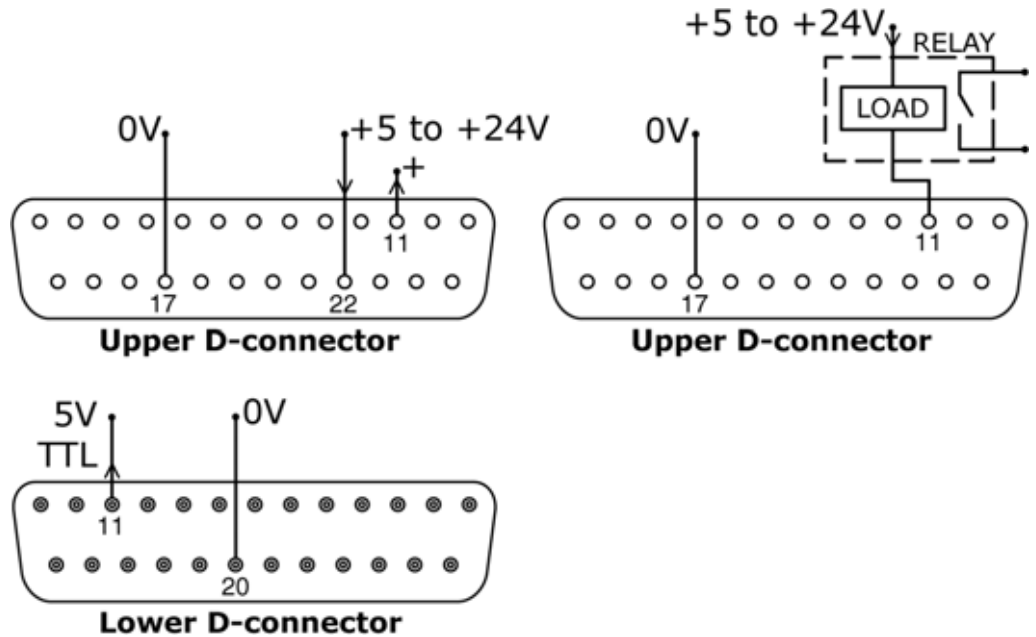 0V
+5 to +24V
+
11
17
22
Upper D-connector
+5 to +24V
RELAY
LOAD
0V
11
17
Upper D-connector
5V
0V
TTL
11
20
Lower D-connector